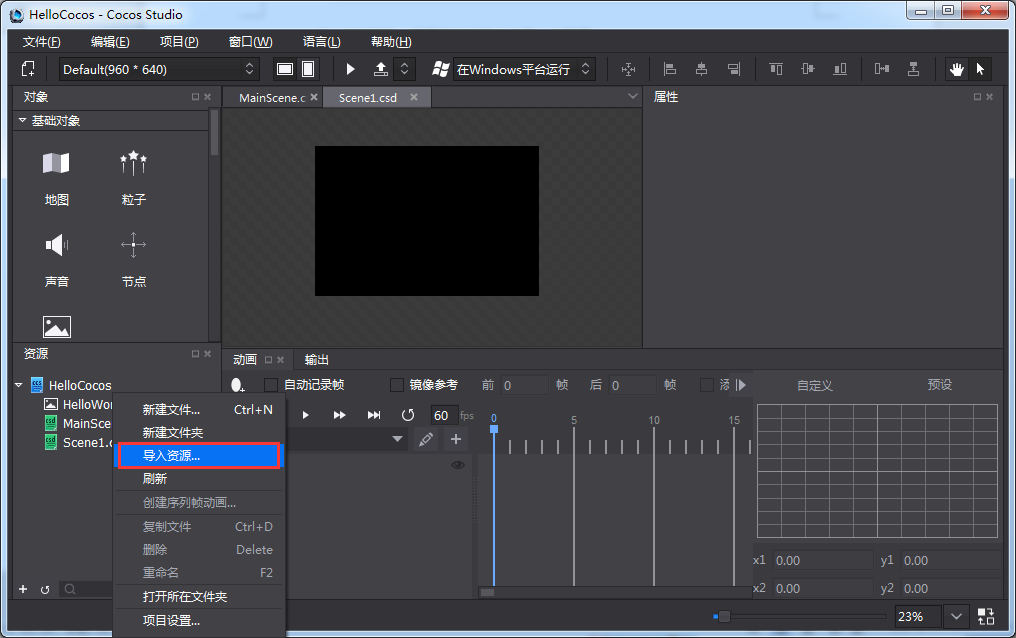 HelloCocos - Cocos Studio
文件(F) 编辑(E) 项目(P) 窗口(W) 语言(L) 帮助(H)
Default(960 * 640) 在Windows平台运行
对象 MainScene.c Scene1.csd 属性
基础对象
地图 粒子
声音 节点
资源 动画 输出
HelloCocos 自动记录帧 镜像参考 前 0 帧 后 0 帧 自定义 预设
HelloWor
MainSce
Scene1.c
新建文件... Ctrl+N
新建文件夹
导入资源...
刷新
创建序列帧动画...
复制文件 Ctrl+D
删除 Delete
重命名 F2
打开所在文件夹
项目设置...
60 fps 0 5 10 15
x1 0.00 y1 0.00
x2 0.00 y2 0.00
23%